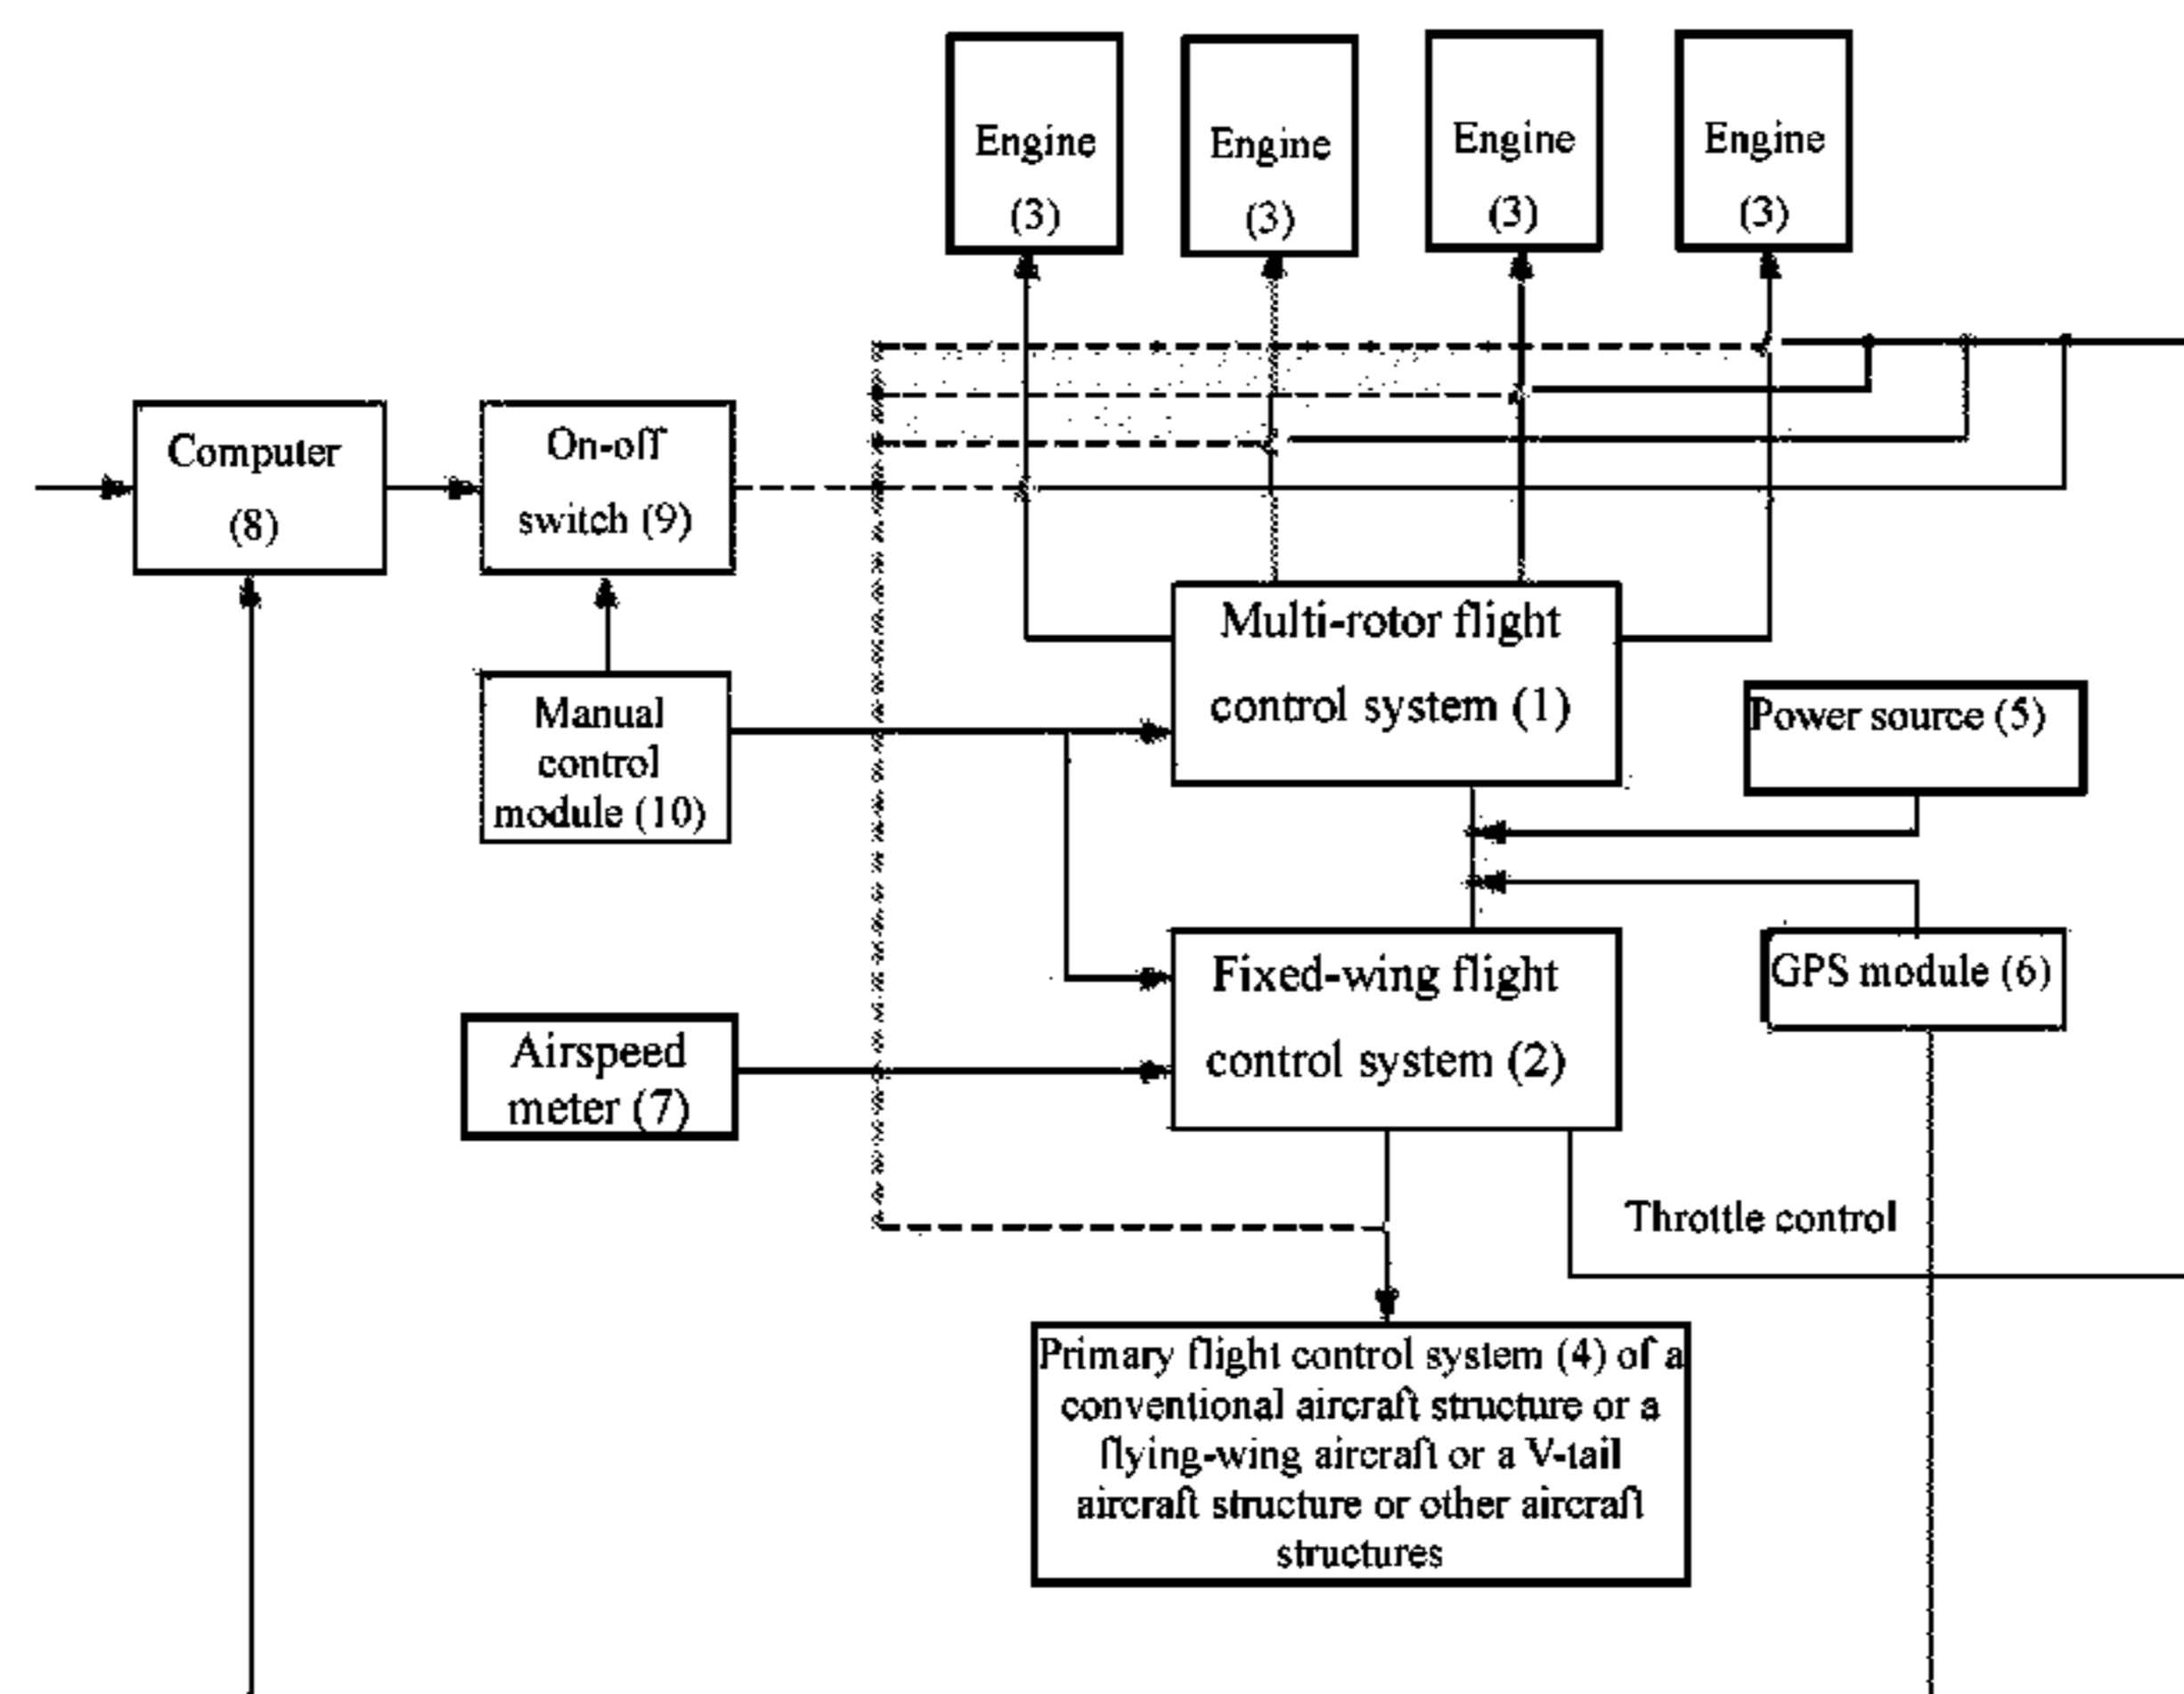 Engine
(3)
Engine
(3)
Engine
(3)
Engine
(3)
Computer
(8)
On-off
switch (9)
Multi-rotor flight
control system (1)
Manual
control
module (10)
Power source (5)
Fixed-wing flight
control system (2)
GPS module (6)
Airspeed
meter (7)
Throttle control
Primary flight control system (4) of a
conventional aircraft structure or a
flying-wing aircraft or a V-tail
aircraft structure or other aircraft
structures